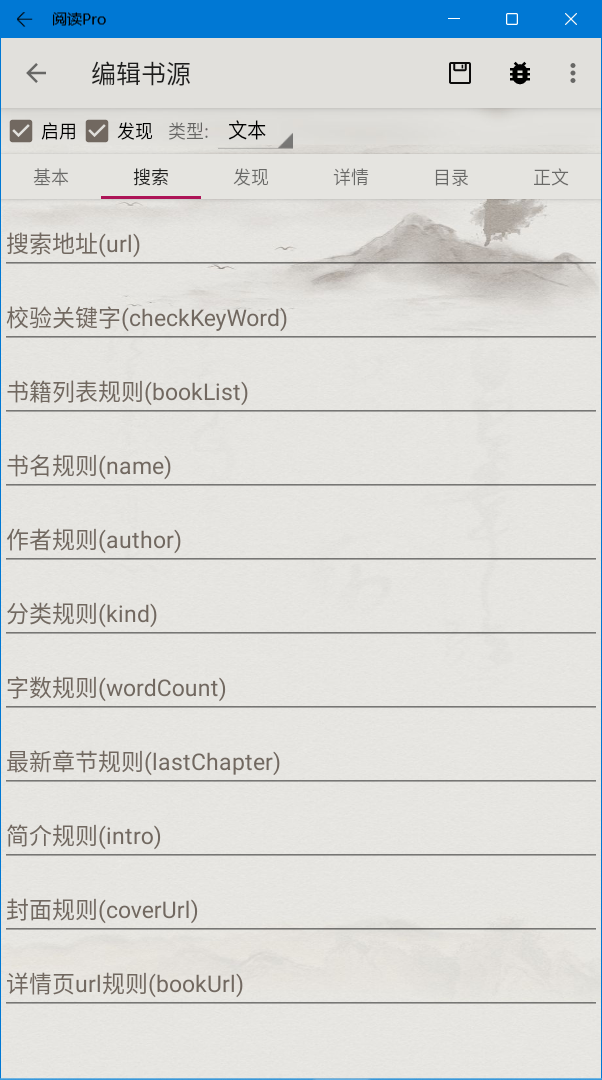 阅读Pro
编辑书源
启用 发现 类型: 文本
基本 搜索 发现 详情 目录 正文
搜索地址(url)
校验关键字(checkKeyWord)
书籍列表规则(bookList)
书名规则(name)
作者规则(author)
分类规则(kind)
字数规则(wordCount)
最新章节规则(lastChapter)
简介规则(intro)
封面规则(coverUrl)
详情页url规则(bookUrl)